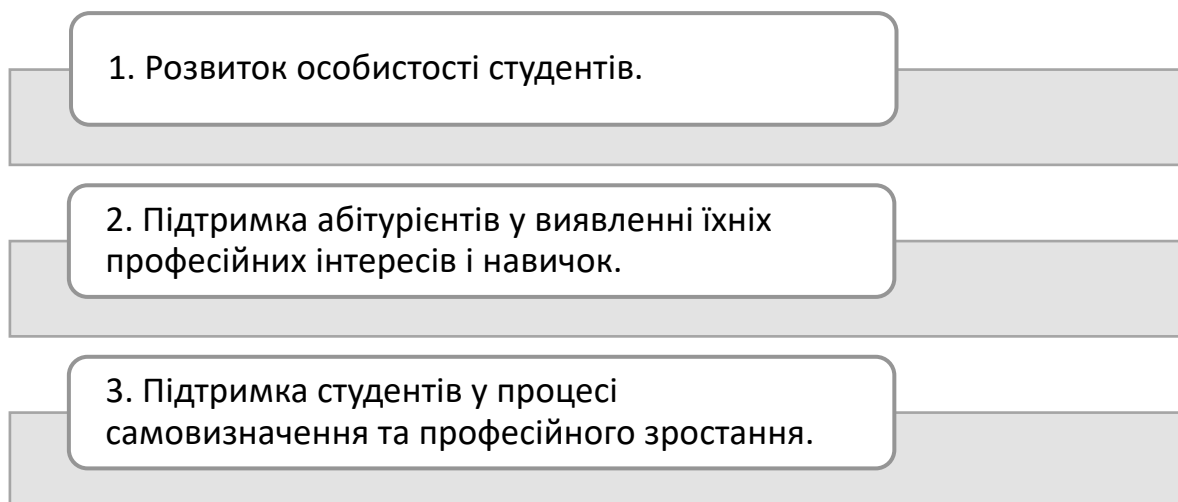 1. Розвиток особистості студентів.
2. Підтримка абітурієнтів у виявленні їхніх
професійних інтересів і навичок.
3. Підтримка студентів у процесі
самовизначення та професійного зростання.